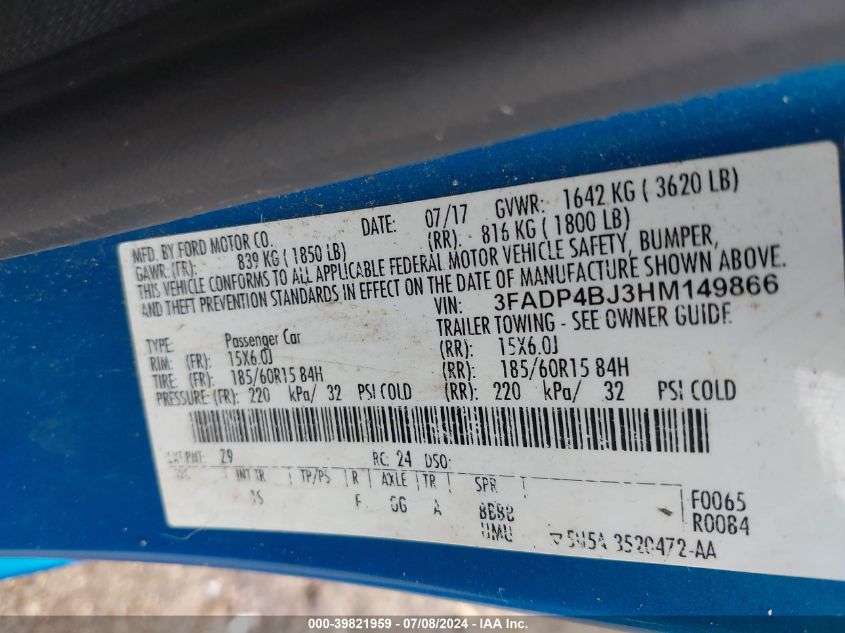 MFD. BY FORD MOTOR CO. DATE: 07/17 GVWR: 1642 KG ( 3620 LB)
GAWR: (FR): 839 KG ( 1850 LB) (RR): 816 KG ( 1800 LB)
THIS VEHICLE CONFORMS TO ALL APPLICABLE FEDERAL MOTOR VEHICLE SAFETY, BUMPER,
AND THEFT PREVENTION STANDARDS IN EFFECT ON THE DATE OF MANUFACTURE SHOWN ABOVE.
VIN: 3FADP4BJ3HM149866
TYPE: Passenger Car TRAILER TOWING - SEE OWNER GUIDE.
RIM: (FR): 15X6.0J (RR): 15X6.0J
TIRE: (FR): 185/60R15 84H (RR): 185/60R15 84H
PRESSURE: (FR): 220 kPa/ 32 PSI COLD (RR): 220 kPa/ 32 PSI COLD
EXT PNT: Z9 RC: 24 DSO:
INT TR TP/PS R AXLE TR SPR T
F GG A
F0065
UMU R0084
3520472-AA
000-39821959 - 07/08/2024 - IAA Inc.